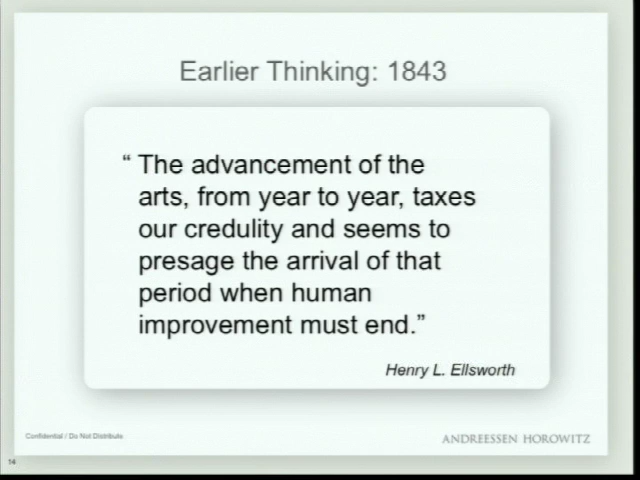 Earlier Thinking: 1843
“ The advancement of the
arts, from year to year, taxes
our credulity and seems to
presage the arrival of that
period when human
improvement must end.”
Henry L. Ellsworth
Confidential / Do Not Distribute
ANDREESSEN HOROWITZ
14